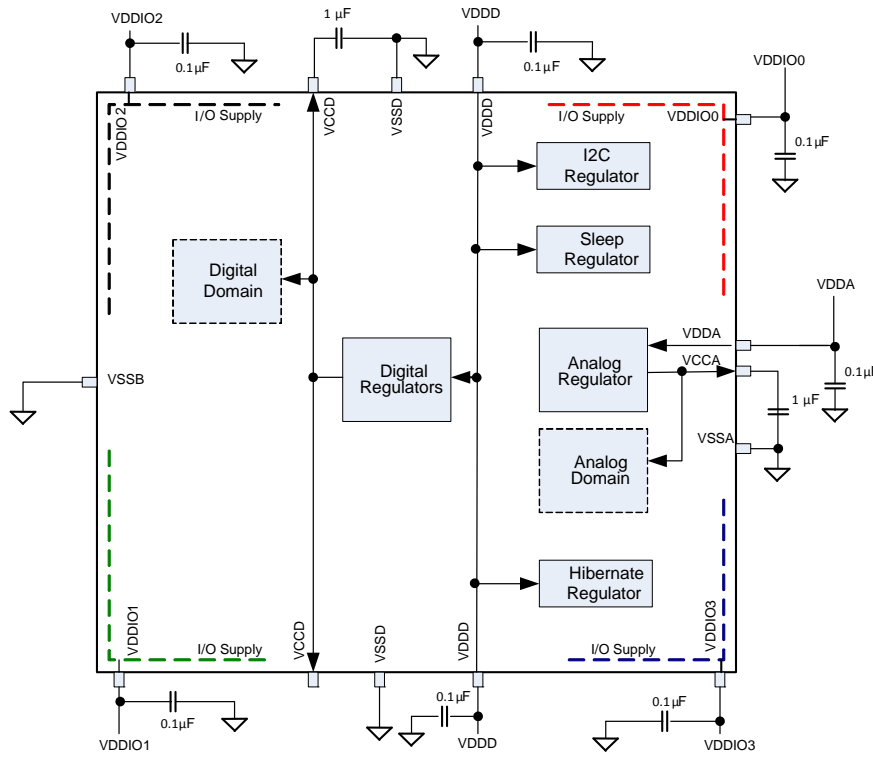 VDDIO2
1 µF
VDDD
0.1µF
0.1µF
VDDIO0
0.1µF
VDDIO2
I/O Supply
VCCD
VSSD
VDDD
I/O Supply
VDDIO0
I2C
Regulator
Sleep
Regulator
Digital
Domain
VDDA
VDDA
Analog
Regulator
VCCA
0.1µ
Digital
Regulators
VSSB
1 µF
VSSA
Analog
Domain
Hibernate
Regulator
VDDIO1
I/O Supply
VCCD
VSSD
VDDD
I/O Supply
VDDIO3
0.1µF
0.1µF
0.1µF
VDDIO1
VDDD
VDDIO3